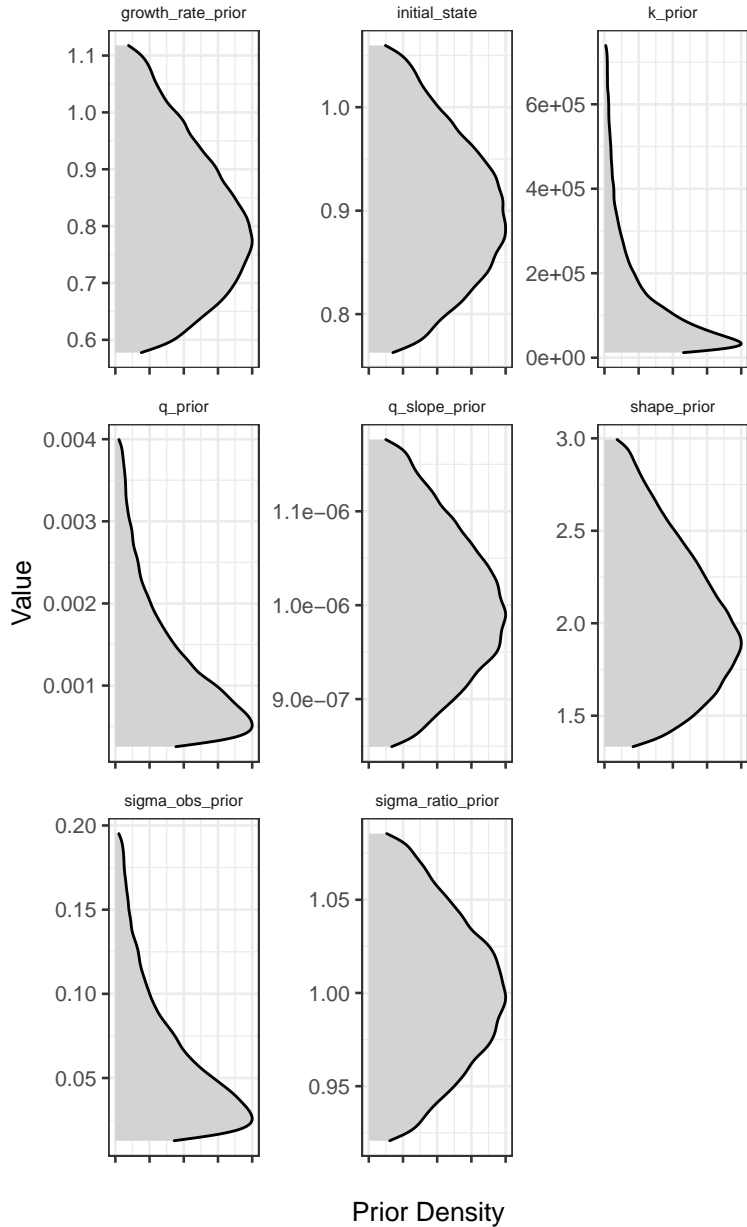 growth_rate_prior
initial_state
k_prior
1.1
1.0
0.9
0.8
0.7
0.6
1.0
0.9
0.8
6e+05
4e+05
2e+05
0e+00
q_prior
q_slope_prior
shape_prior
0.004
0.003
0.002
0.001
1.1e−06
1.0e−06
9.0e−07
3.0
2.5
2.0
1.5
Value
sigma_obs_prior
sigma_ratio_prior
0.20
0.15
0.10
0.05
1.05
1.00
0.95
Prior Density